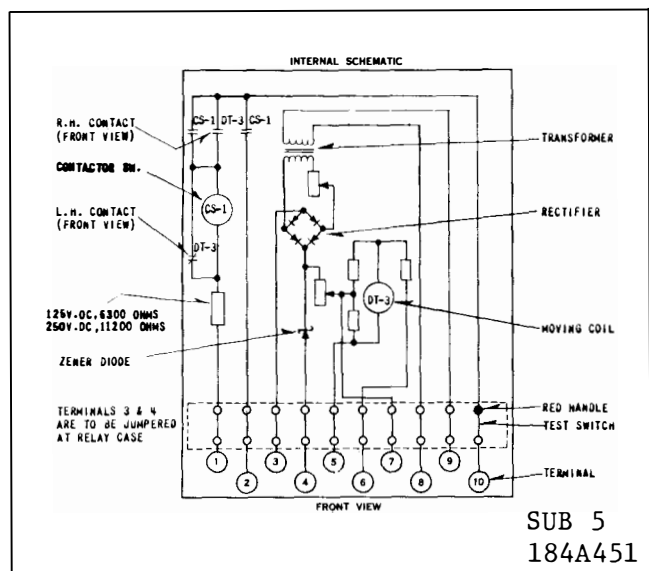 INTERNAL SCHEMATIC
R.H. CONTACT
(FRONT VIEW)
CS-1
DT-3
CS-1
TRANSFORMER
CONTACTOR SW.
CS-1
L.H. CONTACT
(FRONT VIEW)
RECTIFIER
DT-3
DT-3
125V.DC,6300 OHMS
250V.DC,11200 OHMS
MOVING COIL
ZENER DIODE
TERMINALS 3 & 4
ARE TO BE JUMPERED
AT RELAY CASE
RED HANDLE
TEST SWITCH
1
2
3
4
5
6
7
8
9
10
TERMINAL
FRONT VIEW
SUB 5
184A451